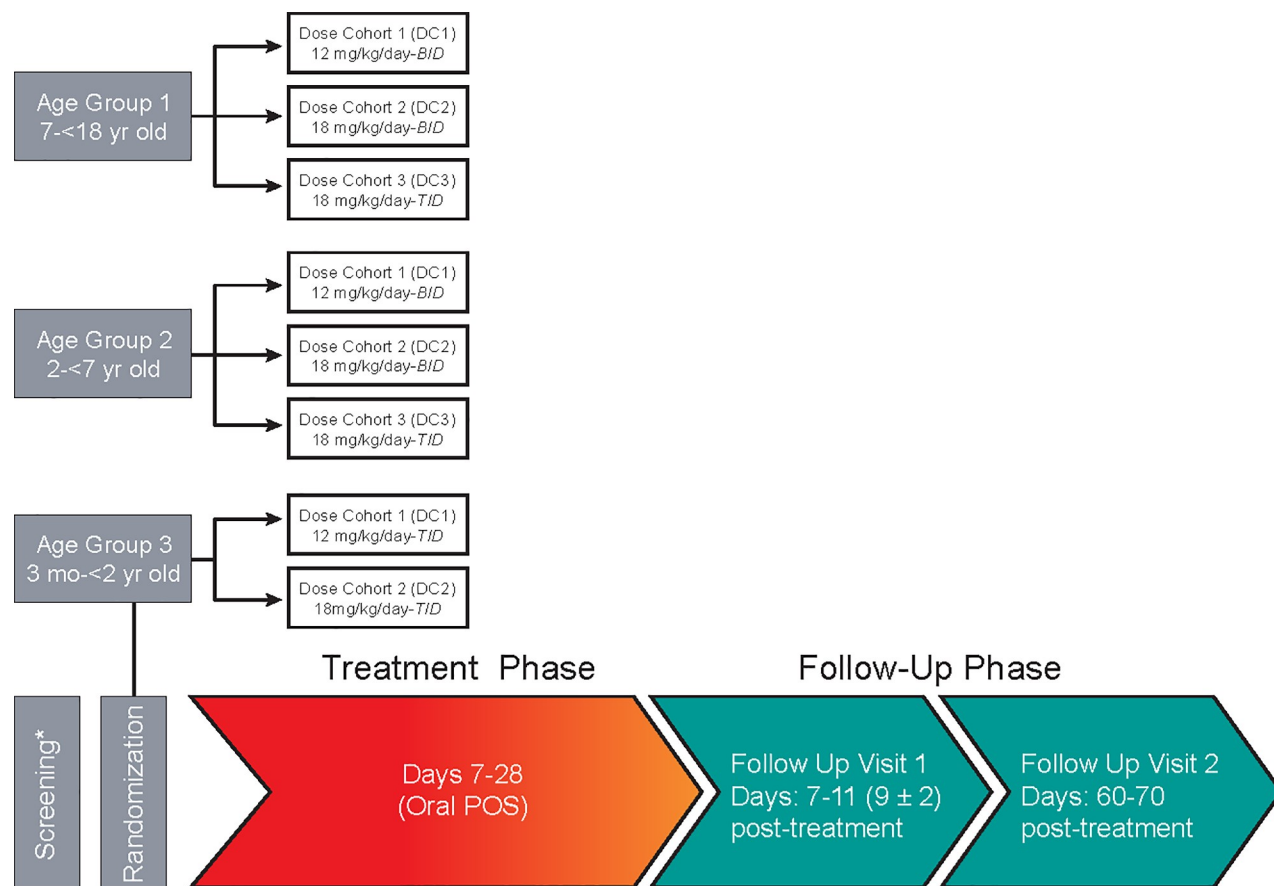 Age Group 1
7-<18 yr old
Dose Cohort 1 (DC1)
12 mg/kg/day-BID
Dose Cohort 2 (DC2)
18 mg/kg/day-BID
Dose Cohort 3 (DC3)
18 mg/kg/day-TID
Age Group 2
2-<7 yr old
Dose Cohort 1 (DC1)
12 mg/kg/day-BID
Dose Cohort 2 (DC2)
18 mg/kg/day-BID
Dose Cohort 3 (DC3)
18 mg/kg/day-TID
Age Group 3
3 mo-<2 yr old
Dose Cohort 1 (DC1)
12 mg/kg/day-TID
Dose Cohort 2 (DC2)
18mg/kg/day-TID
Treatment Phase
Follow-Up Phase
Screening*
Randomization
Days 7-28
(Oral POS)
Follow Up Visit 1
Days: 7-11 (9 ± 2)
post-treatment
Follow Up Visit 2
Days: 60-70
post-treatment